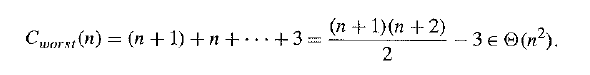 C_worst(n) = (n + 1) + n + · · · + 3 = (n + 1)(n + 2)/2 − 3 ∈ Θ(n²).